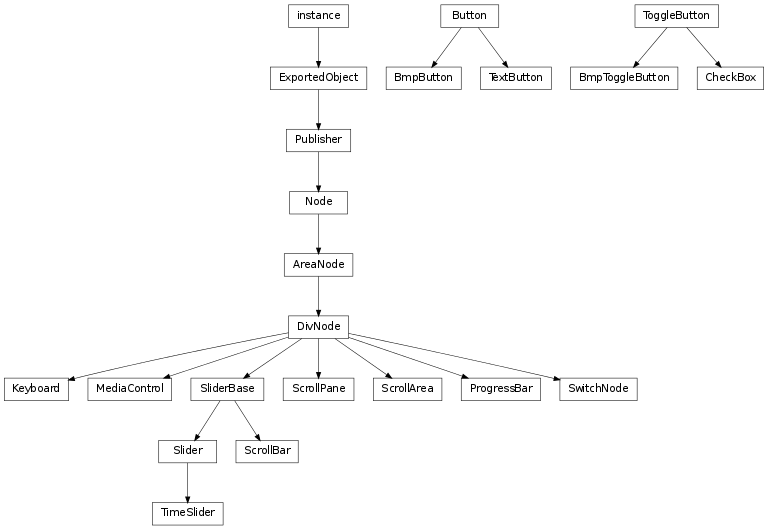 instance
Button
ToggleButton
ExportedObject
BmpButton
TextButton
BmpToggleButton
CheckBox
Publisher
Node
AreaNode
DivNode
Keyboard
MediaControl
SliderBase
ScrollPane
ScrollArea
ProgressBar
SwitchNode
Slider
ScrollBar
TimeSlider